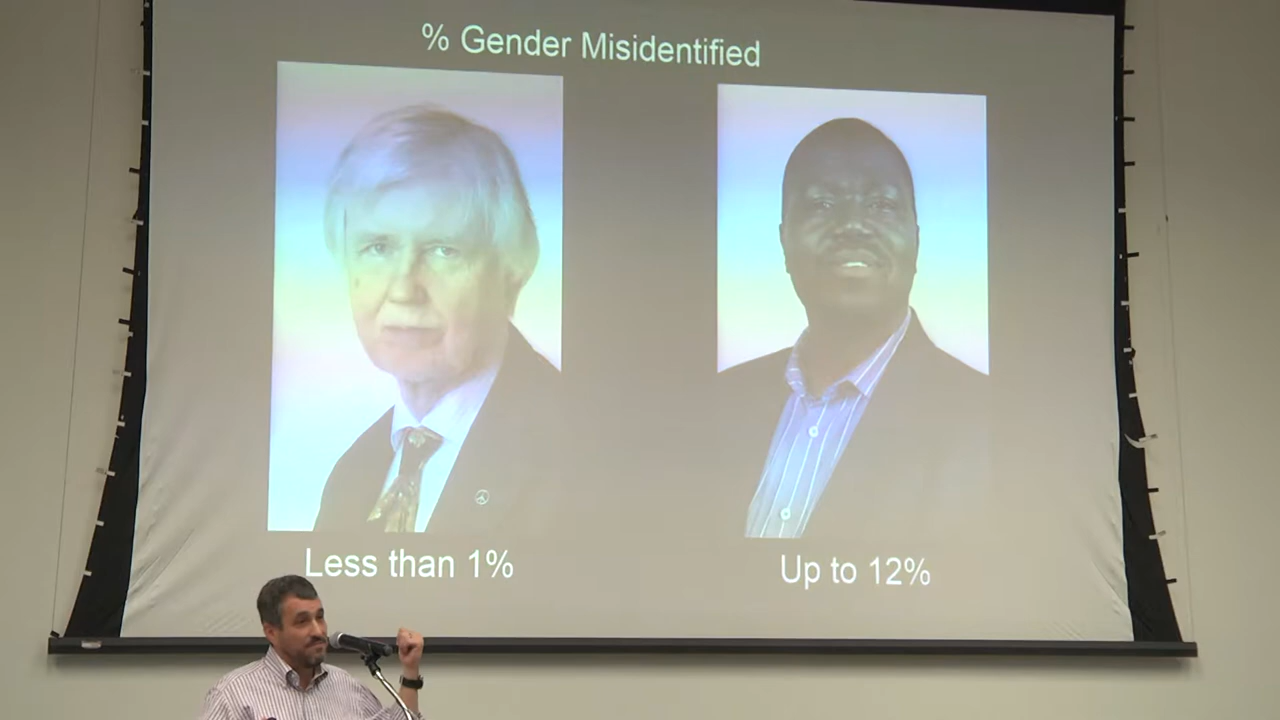 % Gender Misidentified
Less than 1%
Up to 12%